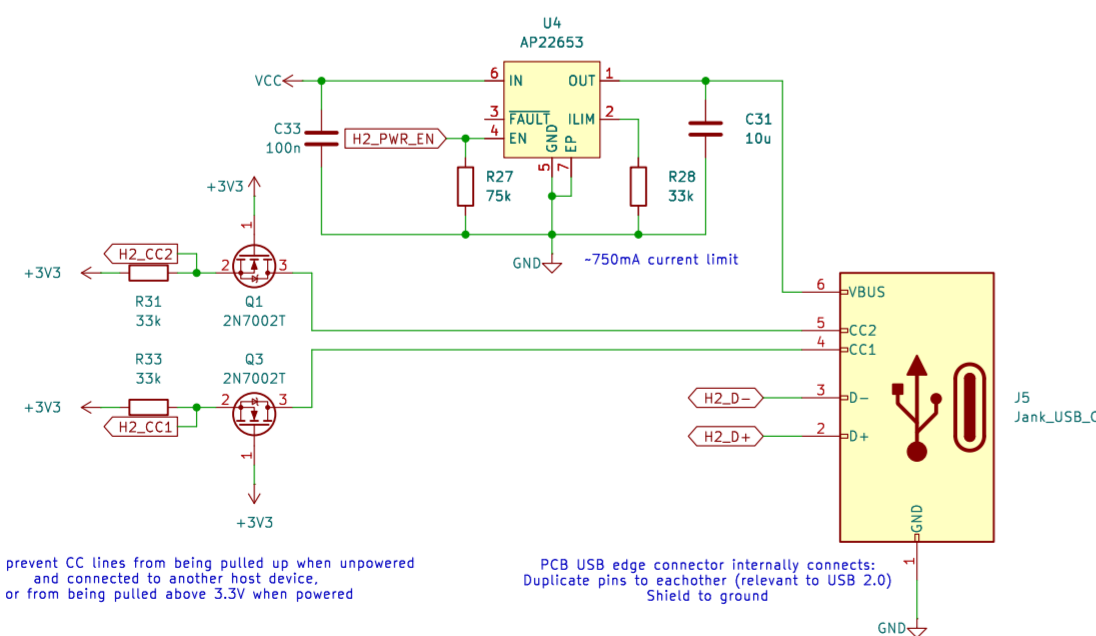 U4
AP22653
VCC
6 IN
OUT 1
3 FAULT
ILIM 2
4 EN
GND
EP
5
7
C33
100n
H2_PWR_EN
R27
75k
R28
33k
C31
10u
GND
~750mA current limit
+3V3
1
H2_CC2
+3V3
2
3
R31
33k
Q1
2N7002T
R33
33k
Q3
2N7002T
+3V3
2
3
H2_CC1
1
+3V3
6 VBUS
5 CC2
4 CC1
H2_D-
3 D-
H2_D+
2 D+
J5
Jank_USB_C
GND
1
GND
prevent CC lines from being pulled up when unpowered
and connected to another host device,
or from being pulled above 3.3V when powered
PCB USB edge connector internally connects:
Duplicate pins to eachother (relevant to USB 2.0)
Shield to ground